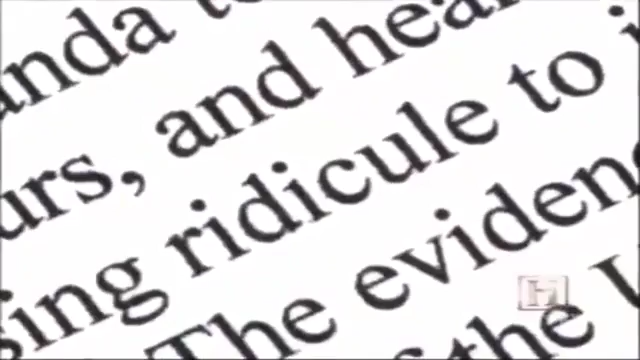 anda t
urs, and hea
sing ridicule to i
The eviden
the
H